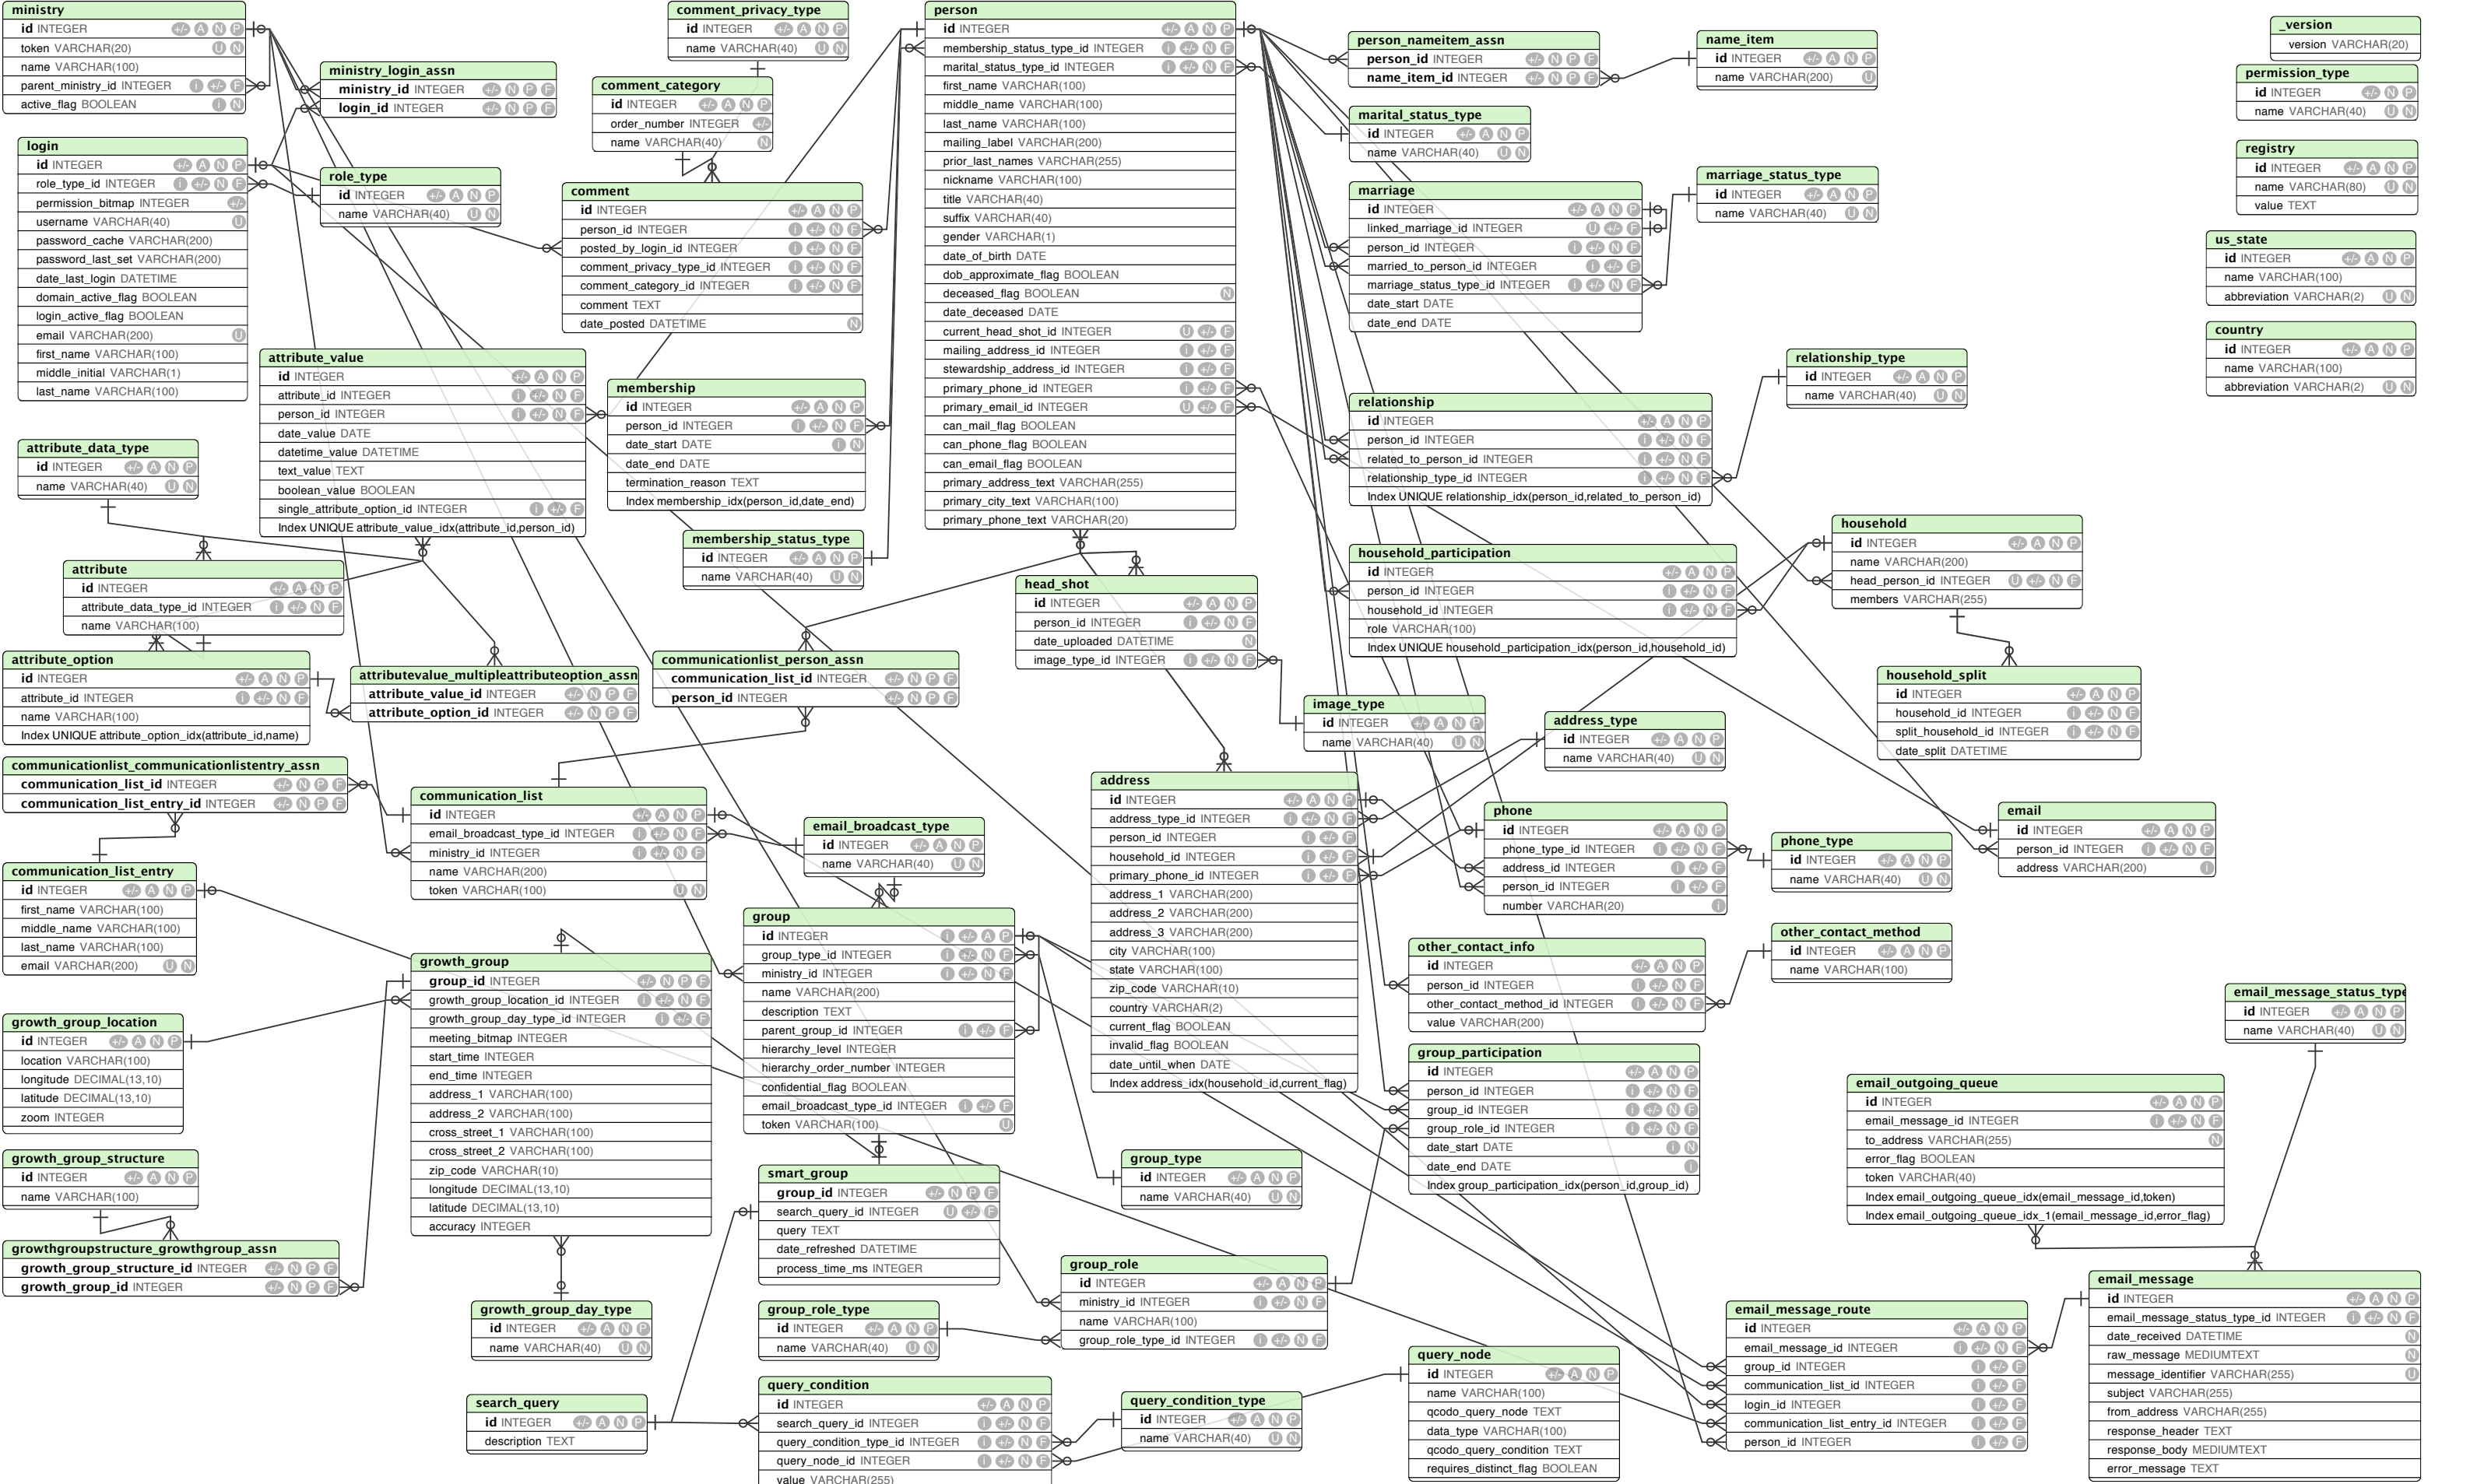 ministry
id INTEGER +/- A N P
token VARCHAR(20) U N
name VARCHAR(100)
parent_ministry_id INTEGER i +/- F
active_flag BOOLEAN i N
ministry_login_assn
ministry_id INTEGER +/- N P F
login_id INTEGER +/- N P F
login
id INTEGER +/- A N P
role_type_id INTEGER i +/- N F
permission_bitmap INTEGER +/-
username VARCHAR(40) U
password_cache VARCHAR(200)
password_last_set VARCHAR(200)
date_last_login DATETIME
domain_active_flag BOOLEAN
login_active_flag BOOLEAN
email VARCHAR(200) U
first_name VARCHAR(100)
middle_initial VARCHAR(1)
last_name VARCHAR(100)
role_type
id INTEGER +/- A N P
name VARCHAR(40) U N
comment_privacy_type
id INTEGER +/- A N P
name VARCHAR(40) U N
comment_category
id INTEGER +/- A N P
order_number INTEGER +/-
name VARCHAR(40) N
comment
id INTEGER +/- A N P
person_id INTEGER i +/- N F
posted_by_login_id INTEGER i +/- N F
comment_privacy_type_id INTEGER i +/- N F
comment_category_id INTEGER i +/- N F
comment TEXT
date_posted DATETIME N
person
id INTEGER +/- A N P
membership_status_type_id INTEGER i +/- N F
marital_status_type_id INTEGER i +/- N F
first_name VARCHAR(100)
middle_name VARCHAR(100)
last_name VARCHAR(100)
mailing_label VARCHAR(200)
prior_last_names VARCHAR(255)
nickname VARCHAR(100)
title VARCHAR(40)
suffix VARCHAR(40)
gender VARCHAR(1)
date_of_birth DATE
dob_approximate_flag BOOLEAN
deceased_flag BOOLEAN N
date_deceased DATE
current_head_shot_id INTEGER U +/- F
mailing_address_id INTEGER i +/- F
stewardship_address_id INTEGER i +/- F
primary_phone_id INTEGER i +/- F
primary_email_id INTEGER U +/- F
can_mail_flag BOOLEAN
can_phone_flag BOOLEAN
can_email_flag BOOLEAN
primary_address_text VARCHAR(255)
primary_city_text VARCHAR(100)
primary_phone_text VARCHAR(20)
person_nameitem_assn
person_id INTEGER +/- N P F
name_item_id INTEGER +/- N P F
name_item
id INTEGER +/- A N P
name VARCHAR(200) U
marital_status_type
id INTEGER +/- A N P
name VARCHAR(40) U N
marriage
id INTEGER +/- A N P
linked_marriage_id INTEGER U +/- F
person_id INTEGER i +/- N F
married_to_person_id INTEGER i +/- F
marriage_status_type_id INTEGER i +/- N F
date_start DATE
date_end DATE
marriage_status_type
id INTEGER +/- A N P
name VARCHAR(40) U N
_version
version VARCHAR(20)
permission_type
id INTEGER +/- N P
name VARCHAR(40) U N
registry
id INTEGER +/- A N P
name VARCHAR(80) U N
value TEXT
us_state
id INTEGER +/- A N P
name VARCHAR(100)
abbreviation VARCHAR(2) U N
country
id INTEGER +/- A N P
name VARCHAR(100)
abbreviation VARCHAR(2) U N
attribute_value
id INTEGER +/- A N P
attribute_id INTEGER i +/- N F
person_id INTEGER i +/- N F
date_value DATE
datetime_value DATETIME
text_value TEXT
boolean_value BOOLEAN
single_attribute_option_id INTEGER i +/- F
Index UNIQUE attribute_value_idx(attribute_id,person_id)
membership
id INTEGER +/- A N P
person_id INTEGER i +/- N F
date_start DATE i N
date_end DATE
termination_reason TEXT
Index membership_idx(person_id,date_end)
membership_status_type
id INTEGER +/- A N P
name VARCHAR(40) U N
relationship_type
id INTEGER +/- A N P
name VARCHAR(40) U N
relationship
id INTEGER +/- A N P
person_id INTEGER i +/- N F
related_to_person_id INTEGER i +/- N F
relationship_type_id INTEGER i +/- N F
Index UNIQUE relationship_idx(person_id,related_to_person_id)
attribute_data_type
id INTEGER +/- A N P
name VARCHAR(40) U N
attribute
id INTEGER +/- A N P
attribute_data_type_id INTEGER i +/- N F
name VARCHAR(100)
attribute_option
id INTEGER +/- A N P
attribute_id INTEGER i +/- N F
name VARCHAR(100)
Index UNIQUE attribute_option_idx(attribute_id,name)
attributevalue_multipleattributeoption_assn
attribute_value_id INTEGER +/- N P F
attribute_option_id INTEGER +/- N P F
communicationlist_person_assn
communication_list_id INTEGER +/- N P F
person_id INTEGER +/- N P F
head_shot
id INTEGER +/- A N P
person_id INTEGER i +/- N F
date_uploaded DATETIME N
image_type_id INTEGER i +/- N F
household_participation
id INTEGER +/- A N P
person_id INTEGER i +/- N F
household_id INTEGER i +/- N F
role VARCHAR(100)
Index UNIQUE household_participation_idx(person_id,household_id)
household
id INTEGER +/- A N P
name VARCHAR(200)
head_person_id INTEGER U +/- N F
members VARCHAR(255)
household_split
id INTEGER +/- A N P
household_id INTEGER i +/- N F
split_household_id INTEGER i +/- N F
date_split DATETIME
image_type
id INTEGER +/- A N P
name VARCHAR(40) U N
address_type
id INTEGER +/- A N P
name VARCHAR(40) U N
communicationlist_communicationlistentry_assn
communication_list_id INTEGER +/- N P F
communication_list_entry_id INTEGER +/- N P F
communication_list
id INTEGER +/- A N P
email_broadcast_type_id INTEGER i +/- N F
ministry_id INTEGER i +/- N F
name VARCHAR(200)
token VARCHAR(100) U N
email_broadcast_type
id INTEGER +/- A N P
name VARCHAR(40) U N
address
id INTEGER +/- A N P
address_type_id INTEGER i +/- N F
person_id INTEGER i +/- F
household_id INTEGER i +/- F
primary_phone_id INTEGER i +/- F
address_1 VARCHAR(200)
address_2 VARCHAR(200)
address_3 VARCHAR(200)
city VARCHAR(100)
state VARCHAR(100)
zip_code VARCHAR(10)
country VARCHAR(2)
current_flag BOOLEAN
invalid_flag BOOLEAN
date_until_when DATE
Index address_idx(household_id,current_flag)
phone
id INTEGER +/- A N P
phone_type_id INTEGER i +/- N F
address_id INTEGER i +/- F
person_id INTEGER i +/- F
number VARCHAR(20) i
phone_type
id INTEGER +/- A N P
name VARCHAR(40) U N
email
id INTEGER +/- A N P
person_id INTEGER i +/- N F
address VARCHAR(200) i
communication_list_entry
id INTEGER +/- A N P
first_name VARCHAR(100)
middle_name VARCHAR(100)
last_name VARCHAR(100)
email VARCHAR(200) U N
growth_group
group_id INTEGER +/- N P F
growth_group_location_id INTEGER i +/- N F
growth_group_day_type_id INTEGER i +/- F
meeting_bitmap INTEGER
start_time INTEGER
end_time INTEGER
address_1 VARCHAR(100)
address_2 VARCHAR(100)
cross_street_1 VARCHAR(100)
cross_street_2 VARCHAR(100)
zip_code VARCHAR(10)
longitude DECIMAL(13,10)
latitude DECIMAL(13,10)
accuracy INTEGER
group
id INTEGER i +/- A P
group_type_id INTEGER i +/- N F
ministry_id INTEGER i +/- N F
name VARCHAR(200)
description TEXT
parent_group_id INTEGER i +/- F
hierarchy_level INTEGER
hierarchy_order_number INTEGER
confidential_flag BOOLEAN
email_broadcast_type_id INTEGER i +/- F
token VARCHAR(100) U
other_contact_info
id INTEGER +/- A N P
person_id INTEGER i +/- N F
other_contact_method_id INTEGER i +/- N F
value VARCHAR(200)
other_contact_method
id INTEGER +/- A N P
name VARCHAR(100)
email_message_status_type
id INTEGER +/- A N P
name VARCHAR(40) U N
growth_group_location
id INTEGER +/- A N P
location VARCHAR(100)
longitude DECIMAL(13,10)
latitude DECIMAL(13,10)
zoom INTEGER
group_participation
id INTEGER +/- A N P
person_id INTEGER i +/- N F
group_id INTEGER i +/- N F
group_role_id INTEGER i +/- N F
date_start DATE i N
date_end DATE i
Index group_participation_idx(person_id,group_id)
email_outgoing_queue
id INTEGER +/- A N P
email_message_id INTEGER i +/- N F
to_address VARCHAR(255) N
error_flag BOOLEAN
token VARCHAR(40)
Index email_outgoing_queue_idx(email_message_id,token)
Index email_outgoing_queue_idx_1(email_message_id,error_flag)
growth_group_structure
id INTEGER +/- A N P
name VARCHAR(100)
growthgroupstructure_growthgroup_assn
growth_group_structure_id INTEGER +/- N P F
growth_group_id INTEGER +/- N P F
smart_group
group_id INTEGER +/- N P F
search_query_id INTEGER U +/- F
query TEXT
date_refreshed DATETIME
process_time_ms INTEGER
group_type
id INTEGER +/- A N P
name VARCHAR(40) U N
group_role
id INTEGER +/- A N P
ministry_id INTEGER i +/- N F
name VARCHAR(100)
group_role_type_id INTEGER i +/- N F
growth_group_day_type
id INTEGER +/- A N P
name VARCHAR(40) U N
group_role_type
id INTEGER +/- A N P
name VARCHAR(40) U N
email_message_route
id INTEGER +/- A N P
email_message_id INTEGER i +/- N F
group_id INTEGER i +/- F
communication_list_id INTEGER i +/- F
login_id INTEGER i +/- F
communication_list_entry_id INTEGER i +/- F
person_id INTEGER i +/- F
email_message
id INTEGER +/- A N P
email_message_status_type_id INTEGER i +/- N F
date_received DATETIME N
raw_message MEDIUMTEXT N
message_identifier VARCHAR(255) U
subject VARCHAR(255)
from_address VARCHAR(255)
response_header TEXT
response_body MEDIUMTEXT
error_message TEXT
search_query
id INTEGER +/- A N P
description TEXT
query_condition
id INTEGER +/- A N P
search_query_id INTEGER i +/- N F
query_condition_type_id INTEGER i +/- N F
query_node_id INTEGER i +/- N F
value VARCHAR(255)
query_condition_type
id INTEGER +/- A N P
name VARCHAR(40) U N
query_node
id INTEGER +/- A N P
name VARCHAR(100)
qcodo_query_node TEXT
data_type VARCHAR(100)
qcodo_query_condition TEXT
requires_distinct_flag BOOLEAN